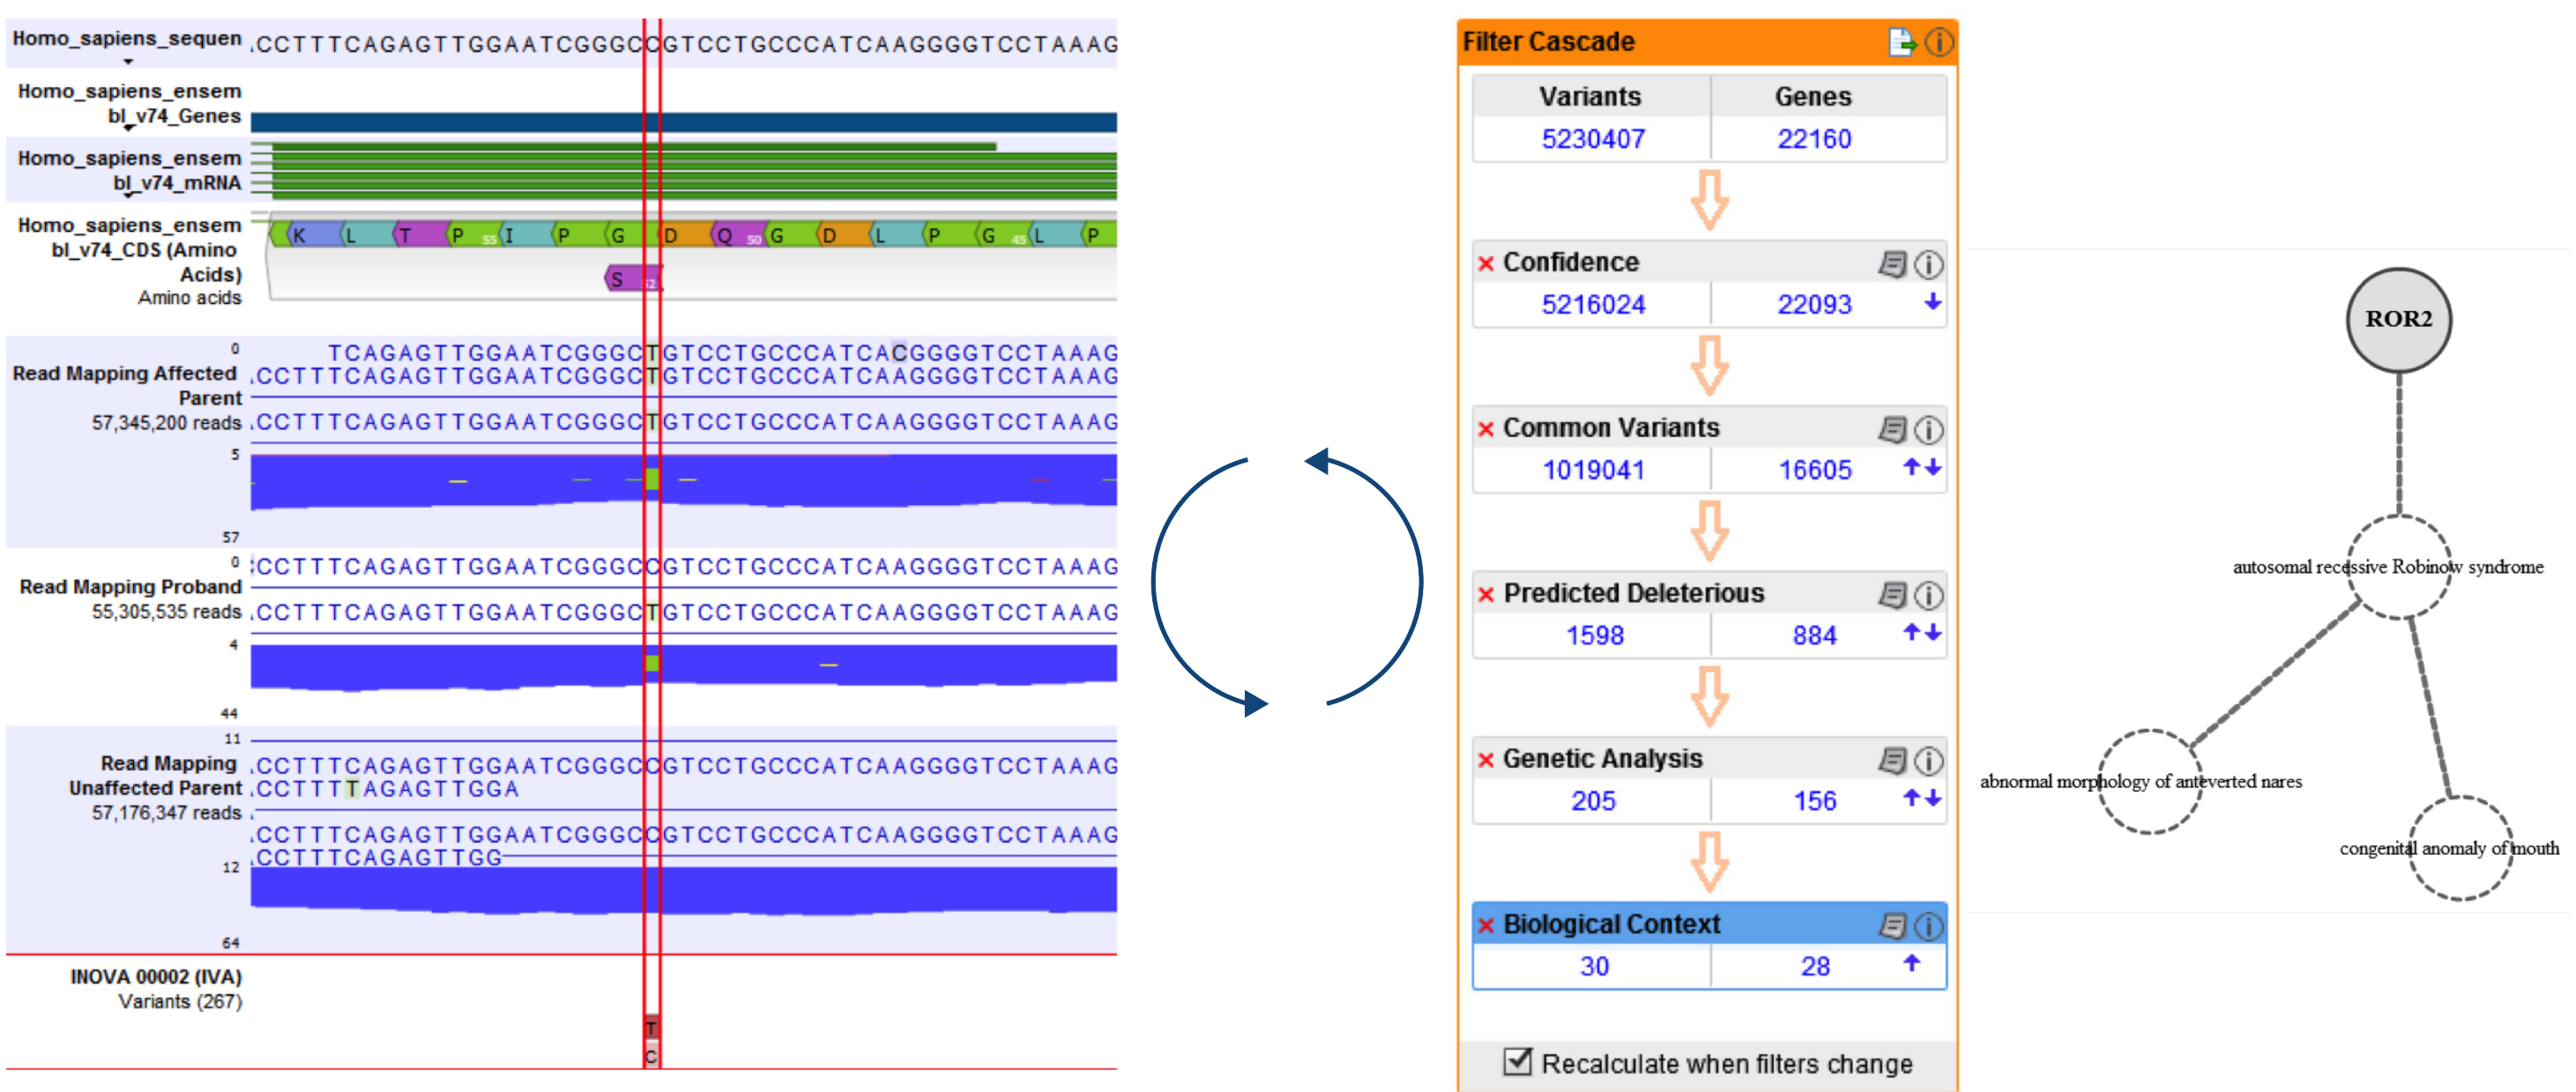 Homo_sapiens_sequen
CCTTTCAGAGTTGGAATCGGGCCGTCCTGCCCATCAAGGGGTCCTAAAG
Homo_sapiens_ensem
bl_v74_Genes
Homo_sapiens_ensem
bl_v74_mRNA
Homo_sapiens_ensem
bl_v74_CDS (Amino
Acids)
Amino acids
K L T P 55 I P G D Q 50 G D L P G 45 L P
S 52
0
TCAGAGTTGGAATCGGGCTGTCCTGCCCATCACGGGGTCCTAAAG
Read Mapping Affected
Parent
57,345,200 reads
CCTTTCAGAGTTGGAATCGGGCTGTCCTGCCCATCAAGGGGTCCTAAAG
CCTTTCAGAGTTGGAATCGGGCTGTCCTGCCCATCAAGGGGTCCTAAAG
5
57
0
CCTTTCAGAGTTGGAATCGGGCCGTCCTGCCCATCAAGGGGTCCTAAAG
Read Mapping Proband
55,305,535 reads
CCTTTCAGAGTTGGAATCGGGCTGTCCTGCCCATCAAGGGGTCCTAAAG
4
44
11
Read Mapping
Unaffected Parent
57,176,347 reads
CCTTTCAGAGTTGGAATCGGGCCGTCCTGCCCATCAAGGGGTCCTAAAG
CCTTTTAGAGTTGGA
CCTTTCAGAGTTGGAATCGGGCCGTCCTGCCCATCAAGGGGTCCTAAAG
CCTTTCAGAGTTGG
12
64
INOVA 00002 (IVA)
Variants (267)
T
C
Filter Cascade
Variants Genes
5230407 22160
Confidence
5216024 22093
Common Variants
1019041 16605
Predicted Deleterious
1598 884
Genetic Analysis
205 156
Biological Context
30 28
Recalculate when filters change
ROR2
autosomal recessive Robinow syndrome
abnormal morphology of anteverted nares
congenital anomaly of mouth